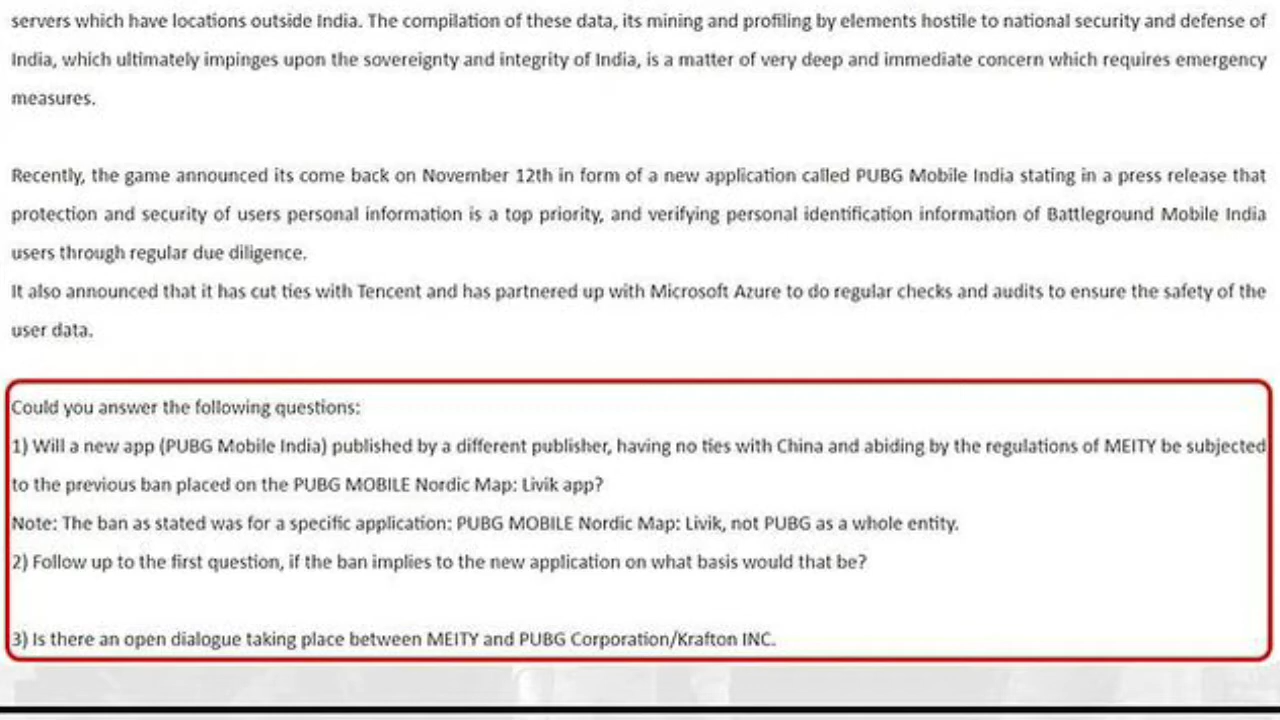 servers which have locations outside India. The compilation of these data, its mining and profiling by elements hostile to national security and defense of
India, which ultimately impinges upon the sovereignty and integrity of India, is a matter of very deep and immediate concern which requires emergency
measures.
Recently, the game announced its come back on November 12th in form of a new application called PUBG Mobile India stating in a press release that
protection and security of users personal information is a top priority, and verifying personal identification information of Battleground Mobile India
users through regular due diligence.
It also announced that it has cut ties with Tencent and has partnered up with Microsoft Azure to do regular checks and audits to ensure the safety of the
user data.
Could you answer the following questions:
1) Will a new app (PUBG Mobile India) published by a different publisher, having no ties with China and abiding by the regulations of MEITY be subjected
to the previous ban placed on the PUBG MOBILE Nordic Map: Livik app?
Note: The ban as stated was for a specific application: PUBG MOBILE Nordic Map: Livik, not PUBG as a whole entity.
2) Follow up to the first question, if the ban implies to the new application on what basis would that be?
3) Is there an open dialogue taking place between MEITY and PUBG Corporation/Krafton INC.